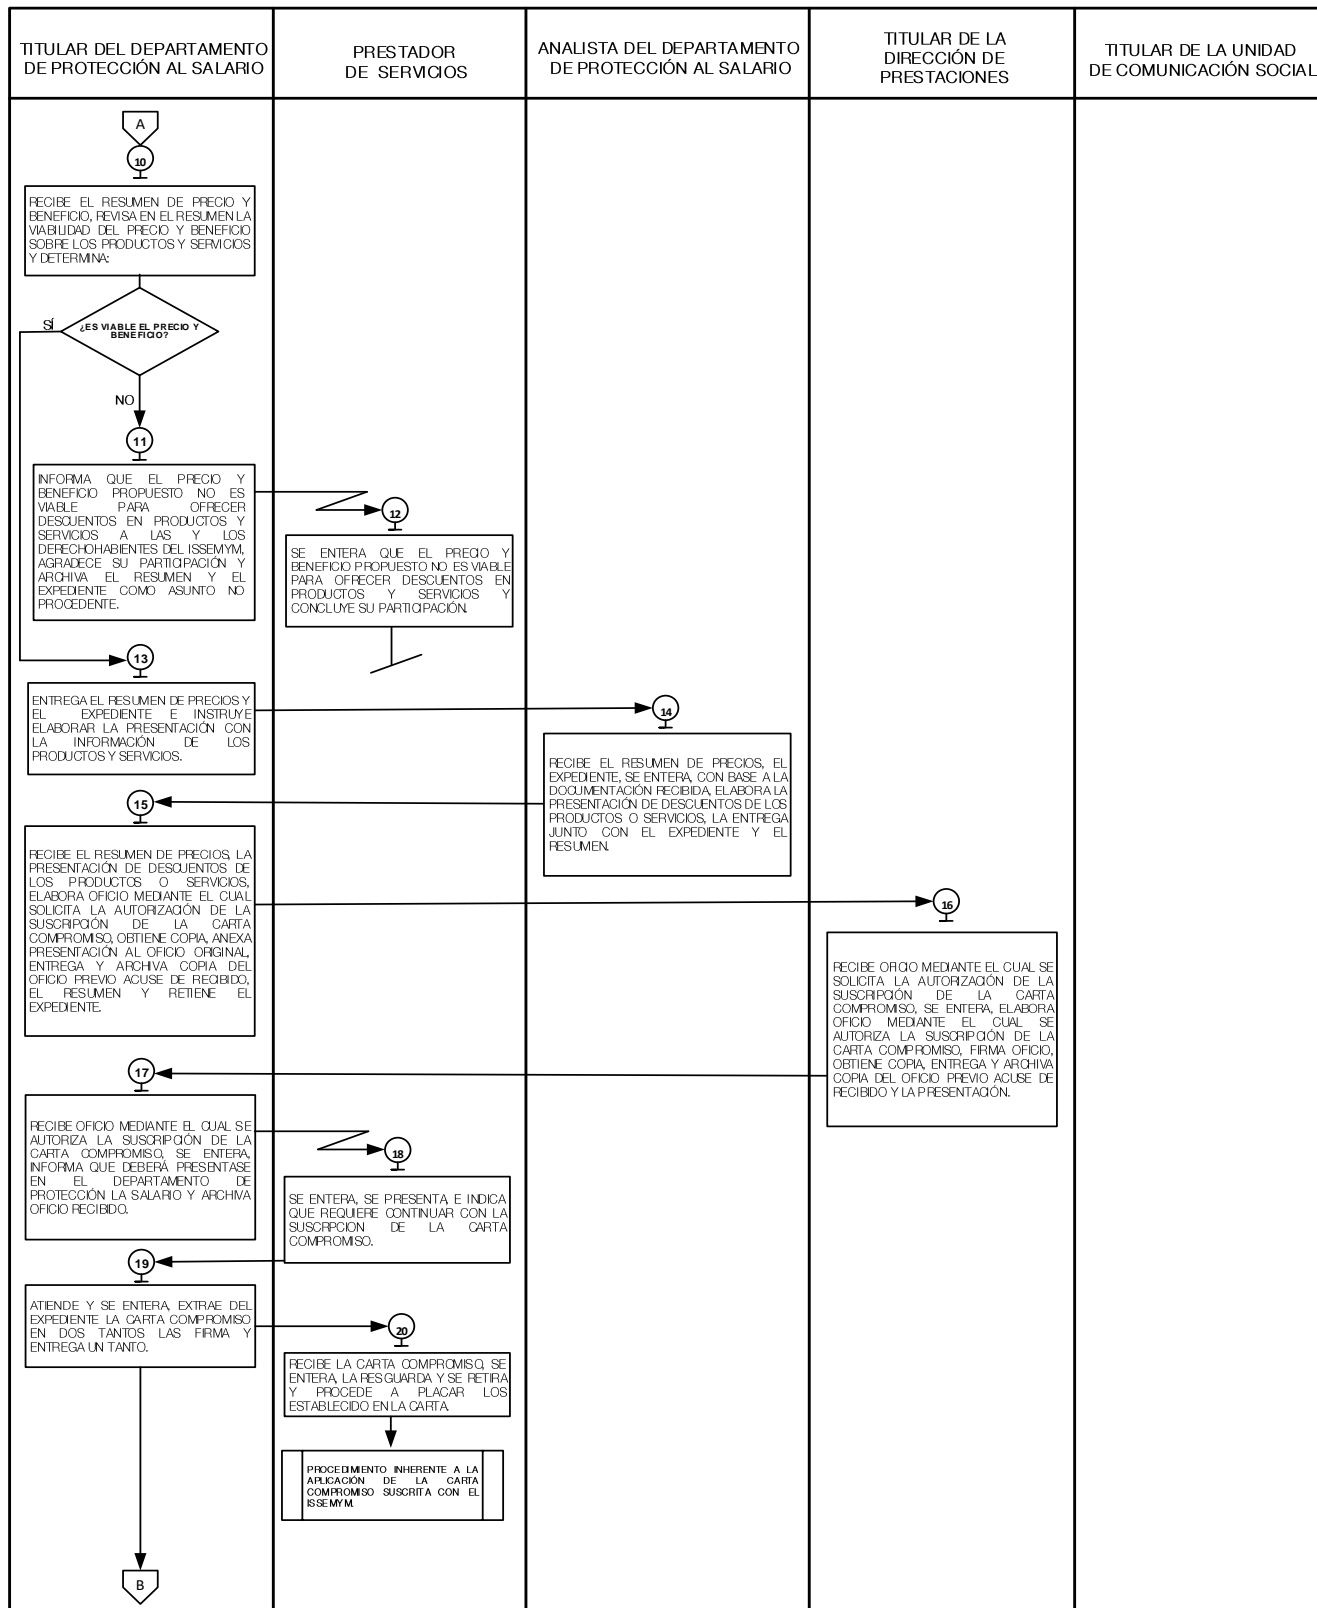 TITULAR DEL DEPARTAMENTO
DE PROTECCIÓN AL SALARIO
PRESTADOR
DE SERVICIOS
ANALISTA DEL DEPARTAMENTO
DE PROTECCIÓN AL SALARIO
TITULAR DE LA
DIRECCIÓN DE
PRESTACIONES
TITULAR DE LA UNIDAD
DE COMUNICACIÓN SOCIAL
A
10
RECIBE EL RESUMEN DE PRECIO Y
BENEFICIO, REVISA EN EL RESUMEN LA
VIABILIDAD DEL PRECIO Y BENEFICIO
SOBRE LOS PRODUCTOS Y SERVICIOS
Y DETERMINA:
SÍ
¿ES VIABLE EL PRECIO Y
BENEFICIO?
NO
11
INFORMA QUE EL PRECIO Y
BENEFICIO PROPUESTO NO ES
VIABLE PARA OFRECER
DESCUENTOS EN PRODUCTOS Y
SERVICIOS A LAS Y LOS
DERECHOHABIENTES DEL ISSEMYM,
AGRADECE SU PARTICIPACIÓN Y
ARCHIVA EL RESUMEN Y EL
EXPEDIENTE COMO ASUNTO NO
PROCEDENTE.
12
SE ENTERA QUE EL PRECIO Y
BENEFICIO PROPUESTO NO ES VIABLE
PARA OFRECER DESCUENTOS EN
PRODUCTOS Y SERVICIOS Y
CONCLUYE SU PARTICIPACIÓN.
13
ENTREGA EL RESUMEN DE PRECIOS Y
EL EXPEDIENTE E INSTRUYE
ELABORAR LA PRESENTACIÓN CON
LA INFORMACIÓN DE LOS
PRODUCTOS Y SERVICIOS.
14
RECIBE EL RESUMEN DE PRECIOS, EL
EXPEDIENTE, SE ENTERA, CON BASE A LA
DOCUMENTACIÓN RECIBIDA, ELABORA LA
PRESENTACIÓN DE DESCUENTOS DE LOS
PRODUCTOS O SERVICIOS, LA ENTREGA
JUNTO CON EL EXPEDIENTE Y EL
RESUMEN.
15
RECIBE EL RESUMEN DE PRECIOS, LA
PRESENTACIÓN DE DESCUENTOS DE
LOS PRODUCTOS O SERVICIOS,
ELABORA OFICIO MEDIANTE EL CUAL
SOLICITA LA AUTORIZACIÓN DE LA
SUSCRIPCIÓN DE LA CARTA
COMPROMISO, OBTIENE COPIA, ANEXA
PRESENTACIÓN AL OFICIO ORIGINAL,
ENTREGA Y ARCHIVA COPIA DEL
OFICIO PREVIO ACUSE DE RECIBIDO,
EL RESUMEN Y RETIENE EL
EXPEDIENTE.
16
RECIBE OFICIO MEDIANTE EL CUAL SE
SOLICITA LA AUTORIZACIÓN DE LA
SUSCRIPCIÓN DE LA CARTA
COMPROMISO, SE ENTERA, ELABORA
OFICIO MEDIANTE EL CUAL SE
AUTORIZA LA SUSCRIPCIÓN DE LA
CARTA COMPROMISO, FIRMA OFICIO,
OBTIENE COPIA, ENTREGA Y ARCHIVA
COPIA DEL OFICIO PREVIO ACUSE DE
RECIBIDO Y LA PRESENTACIÓN.
17
RECIBE OFICIO MEDIANTE EL CUAL SE
AUTORIZA LA SUSCRIPCIÓN DE LA
CARTA COMPROMISO, SE ENTERA,
INFORMA QUE DEBERÁ PRESENTASE
EN EL DEPARTAMENTO DE
PROTECCIÓN LA SALARIO Y ARCHIVA
OFICIO RECIBIDO.
18
SE ENTERA, SE PRESENTA, E INDICA
QUE REQUIERE CONTINUAR CON LA
SUSCRPCION DE LA CARTA
COMPROMISO.
19
ATIENDE Y SE ENTERA, EXTRAE DEL
EXPEDIENTE LA CARTA COMPROMISO
EN DOS TANTOS LAS FIRMA Y
ENTREGA UN TANTO.
20
RECIBE LA CARTA COMPROMISO, SE
ENTERA, LA RESGUARDA Y SE RETIRA
Y PROCEDE A PLACAR LOS
ESTABLECIDO EN LA CARTA.
PROCEDIMIENTO INHERENTE A LA
APLICACIÓN DE LA CARTA
COMPROMISO SUSCRITA CON EL
ISSEMYM.
B